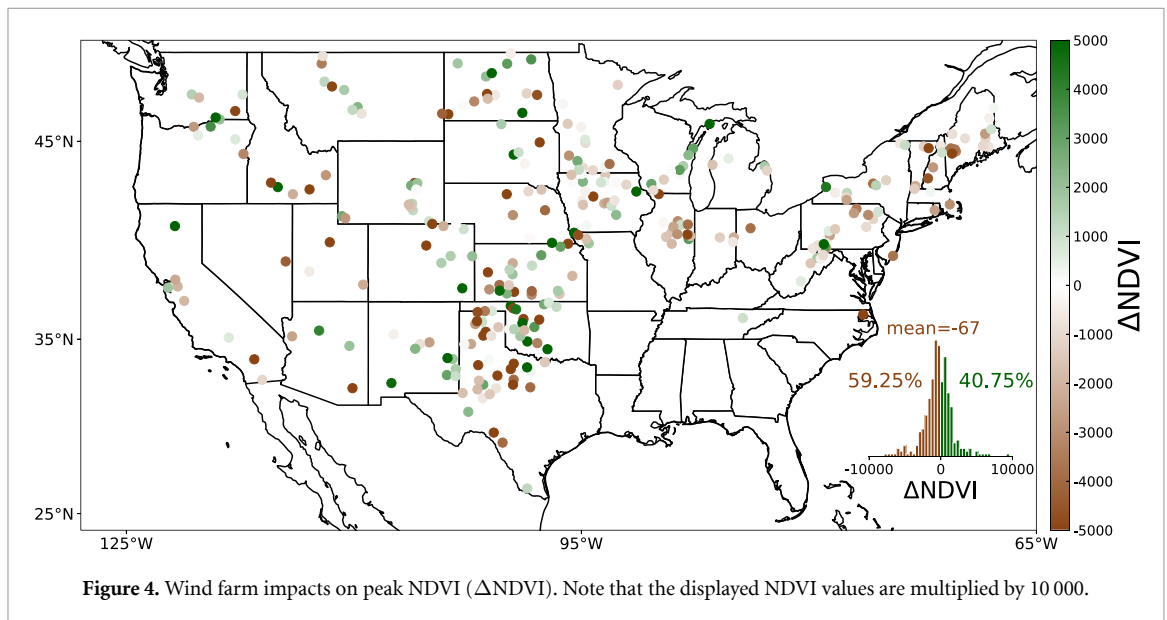 5000
4000
3000
2000
1000
0
-1000
-2000
-3000
-4000
-5000
ΔNDVI
45°N
35°N
25°N
125°W
95°W
65°W
mean=-67
59.25%
40.75%
-10000
0
10000
ΔNDVI
Figure 4. Wind farm impacts on peak NDVI (ΔNDVI). Note that the displayed NDVI values are multiplied by 10 000.